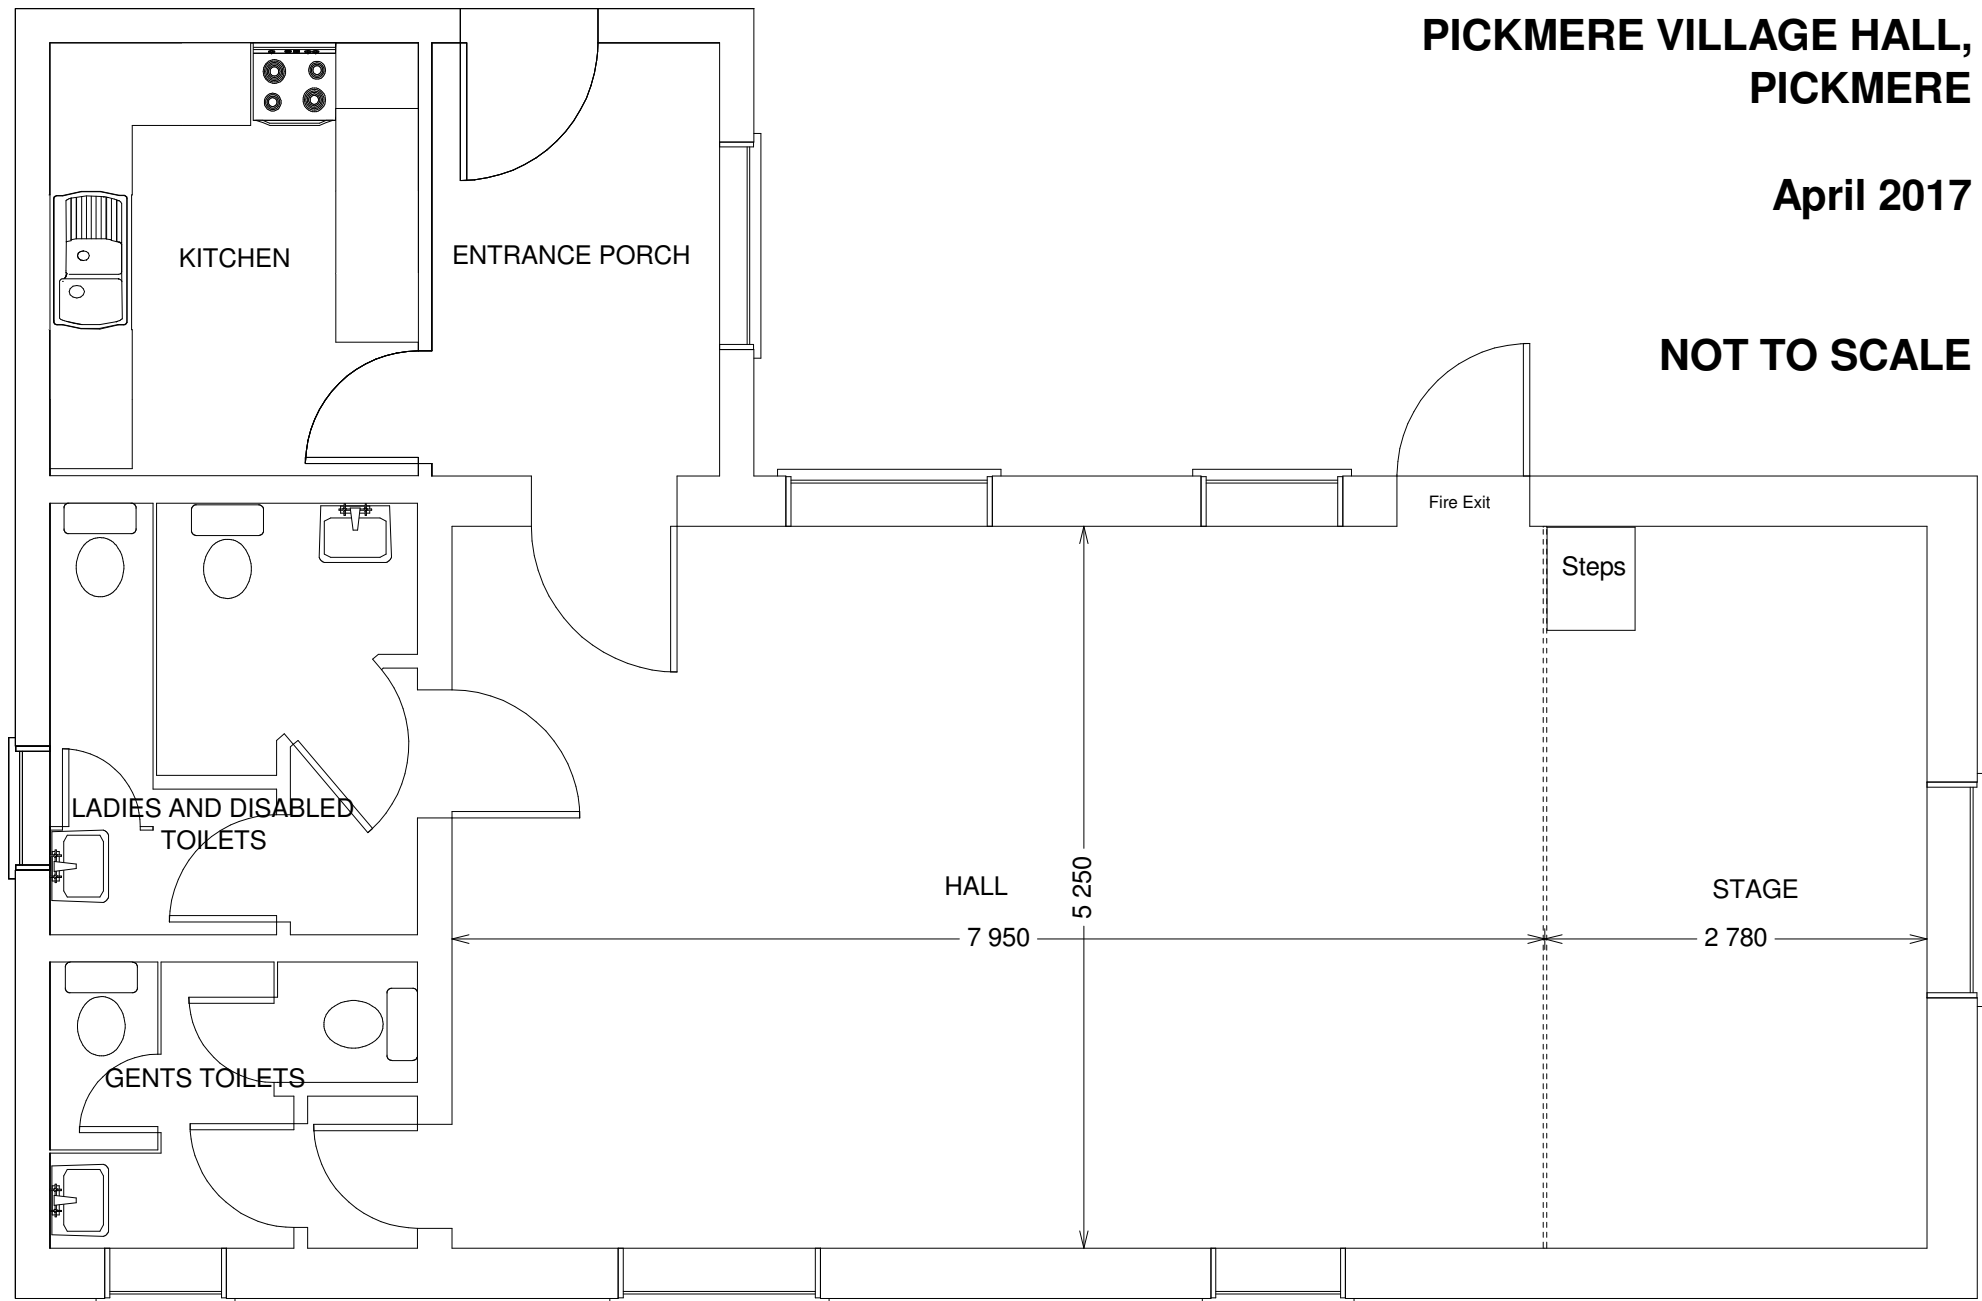 PICKMERE VILLAGE HALL,
PICKMERE
April 2017
NOT TO SCALE
KITCHEN
ENTRANCE PORCH
Fire Exit
Steps
LADIES AND DISABLED
TOILETS
HALL
5 250
7 950
STAGE
2 780
GENTS TOILETS